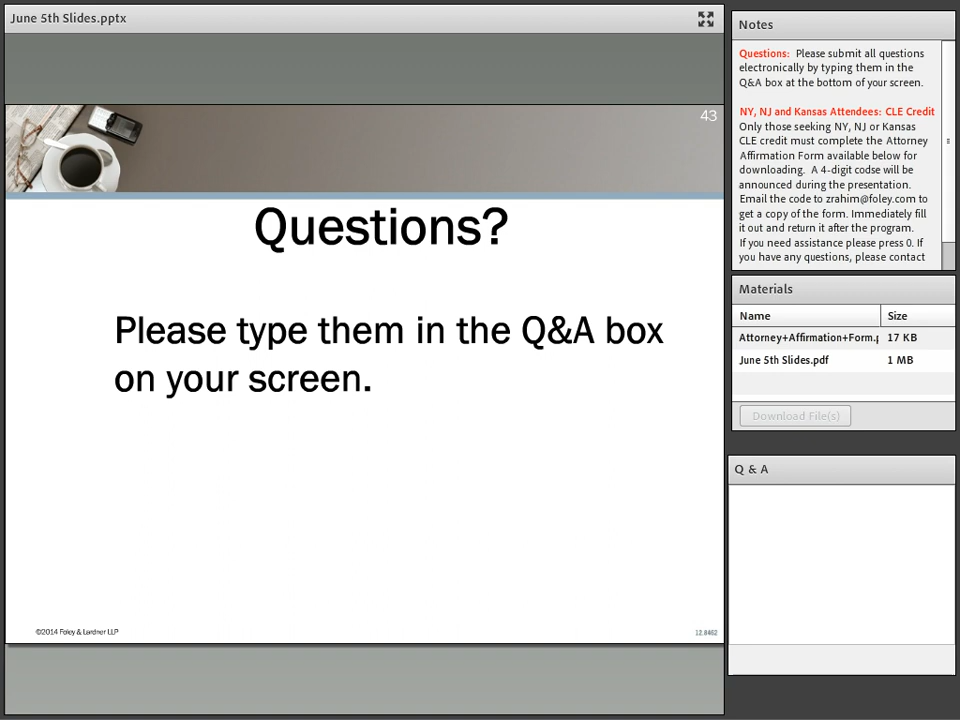 June 5th Slides.pptx
43
Questions?
Please type them in the Q&A box
on your screen.
©2014 Foley & Lardner LLP
12.8462
Notes
Questions: Please submit all questions
electronically by typing them in the
Q&A box at the bottom of your screen.
NY, NJ and Kansas Attendees: CLE Credit
Only those seeking NY, NJ or Kansas
CLE credit must complete the Attorney
Affirmation Form available below for
downloading. A 4-digit codse will be
announced during the presentation.
Email the code to zrahim@foley.com to
get a copy of the form. Immediately fill
it out and return it after the program.
If you need assistance please press 0. If
you have any questions, please contact
Materials
Name Size
Attorney+Affirmation+Form.p 17 KB
June 5th Slides.pdf 1 MB
Download File(s)
Q & A